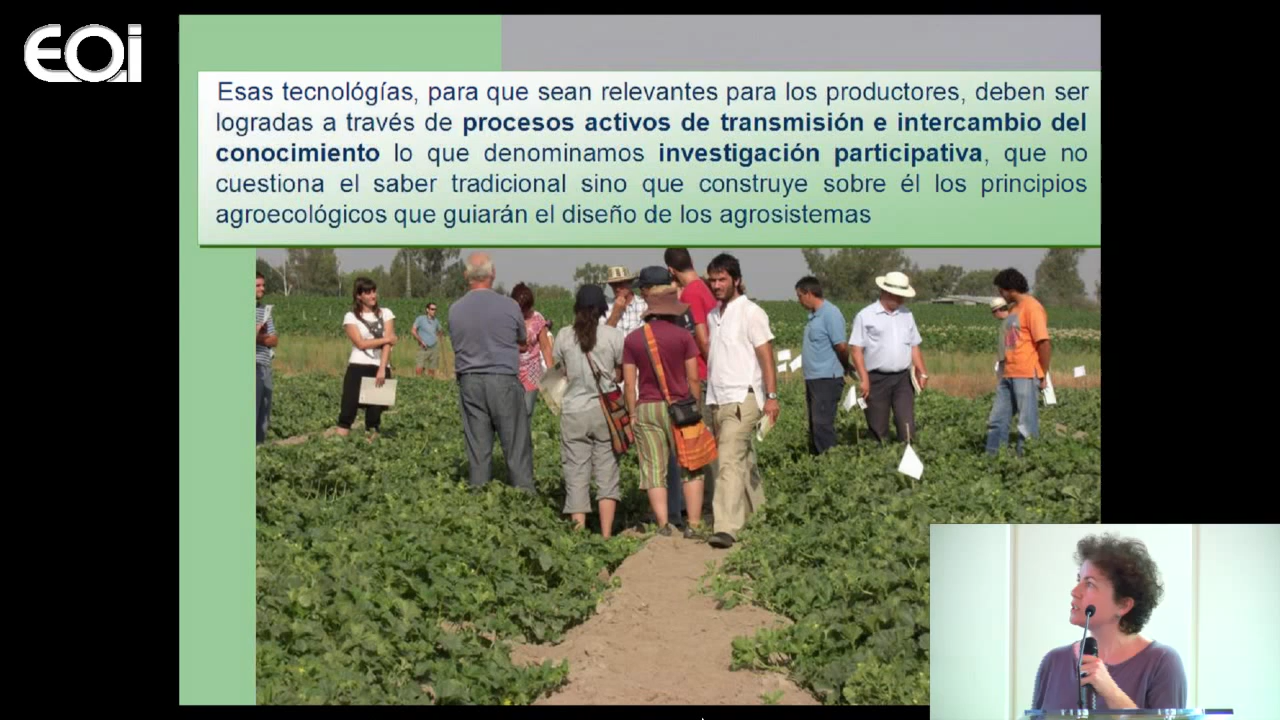 EOi
Esas tecnológías, para que sean relevantes para los productores, deben ser
logradas a través de procesos activos de transmisión e intercambio del
conocimiento lo que denominamos investigación participativa, que no
cuestiona el saber tradicional sino que construye sobre él los principios
agroecológicos que guiarán el diseño de los agrosistemas